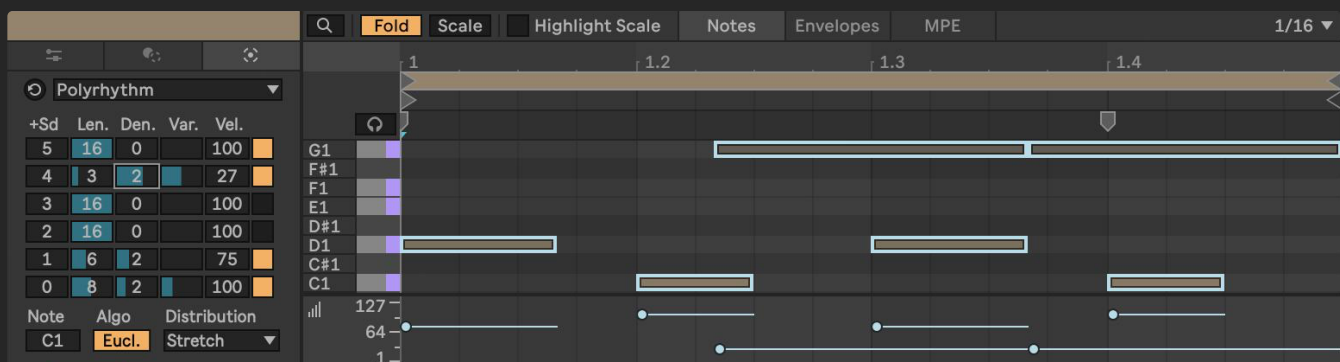 Fold Scale Highlight Scale Notes Envelopes MPE 1/16
1 1.2 1.3 1.4
Polyrhythm
+Sd Len. Den. Var. Vel.
5 16 0 100
4 3 2 27
3 16 0 100
2 16 0 100
1 6 2 75
0 8 2 100
Note Algo Distribution
C1 Eucl. Stretch
G1
F#1
F1
E1
D#1
D1
C#1
C1
127
64
1